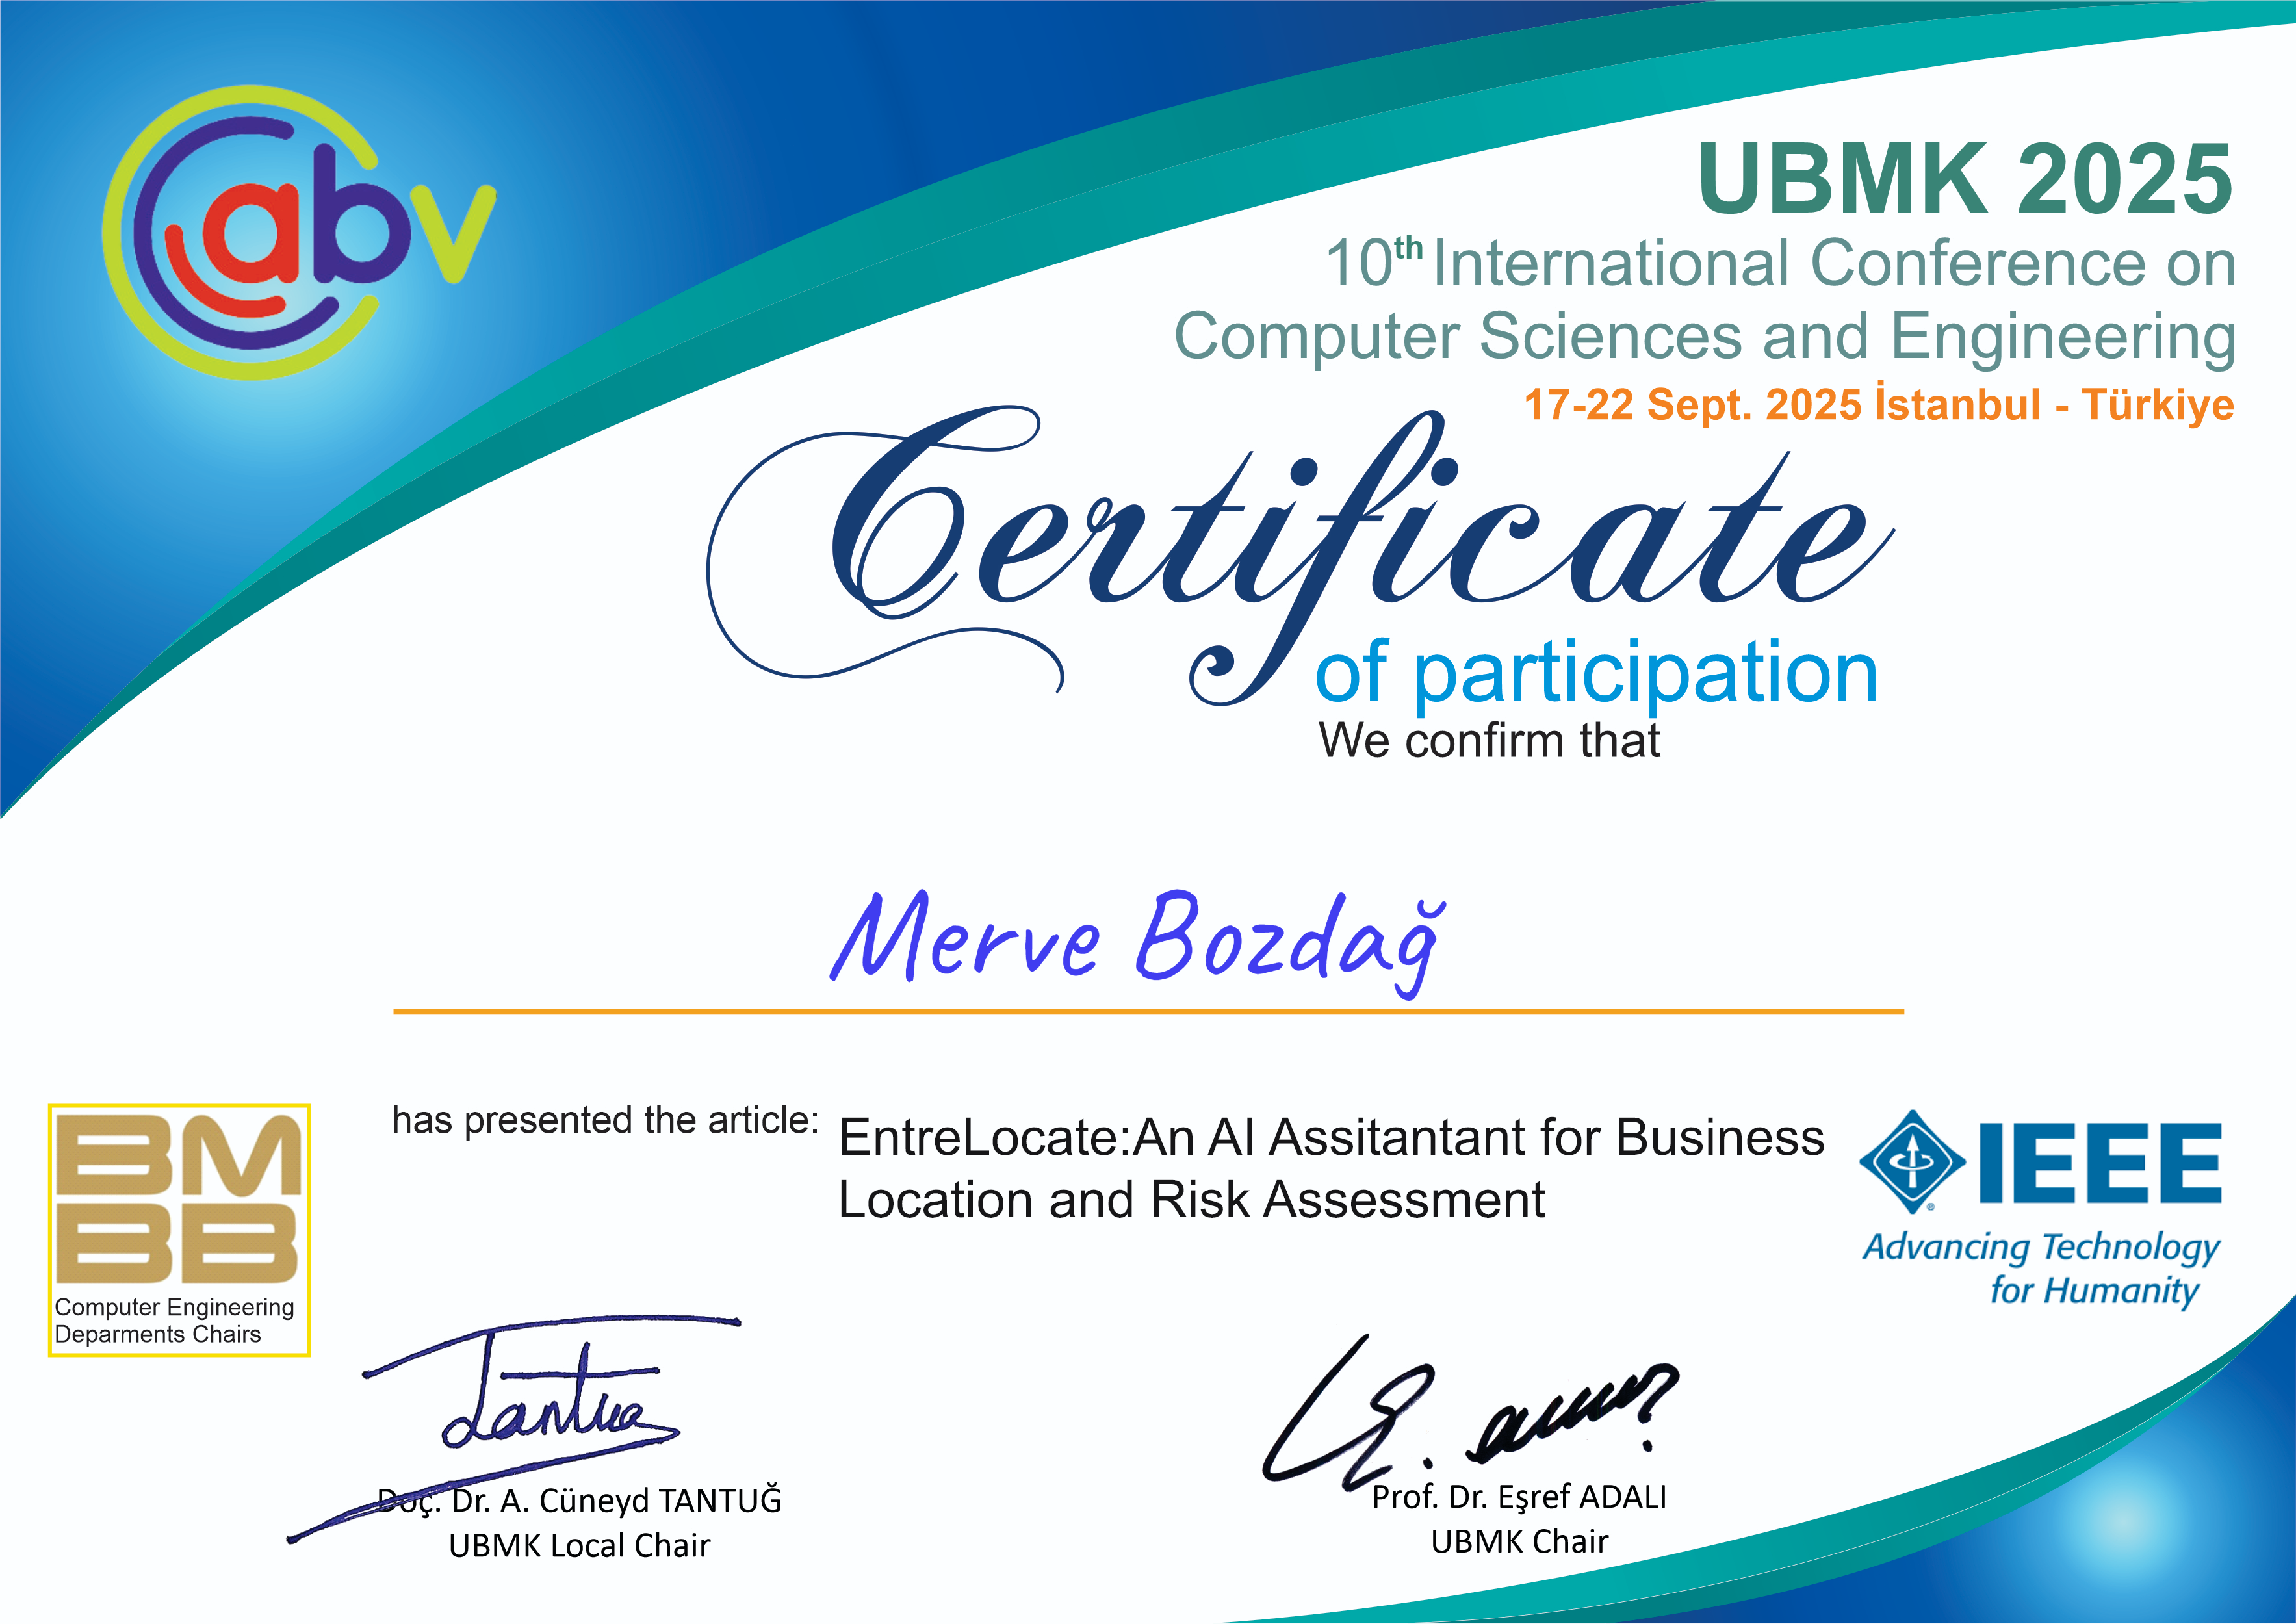 abv
UBMK 2025
10th International Conference on
Computer Sciences and Engineering
17-22 Sept. 2025 İstanbul - Türkiye
Certificate
of participation
We confirm that
Merve Bozdağ
has presented the article:
EntreLocate:An AI Assitantant for Business
Location and Risk Assessment
BM
BB
Computer Engineering
Deparments Chairs
IEEE
®
Advancing Technology
for Humanity
Doç. Dr. A. Cüneyd TANTUĞ
UBMK Local Chair
Prof. Dr. Eşref ADALI
UBMK Chair